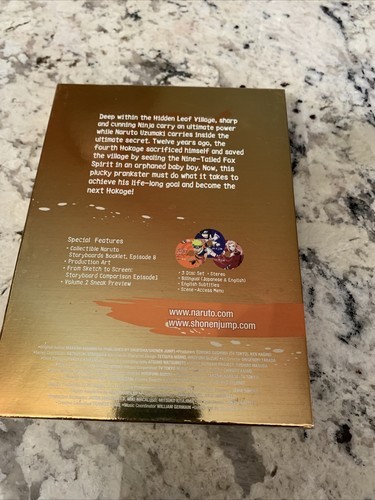 Deep within the Hidden Leaf Village, sharp
and cunning Ninja carry an ultimate power
while Naruto Uzumaki carries inside the
ultimate secret. Twelve years ago, the
fourth Hokage sacrificed himself and saved
the village by sealing the Nine-Tailed Fox
Spirit in an orphaned baby boy. Now, this
plucky prankster must do what it takes to
achieve his life-long goal and become the
next Hokage!
Special Features
• Collectible Naruto
Storyboards Booklet, Episode 8
• Production Art
• From Sketch to Screen:
Storyboard Comparison Episode1
• Volume 2 Sneak Preview
• 3 Disc Set • Stereo
• Bilingual (Japanese & English)
• English Subtitles
• Scene-Access Menu
www.naruto.com
www.shonenjump.com
Music Coordinator WILLIAM GERMAIN